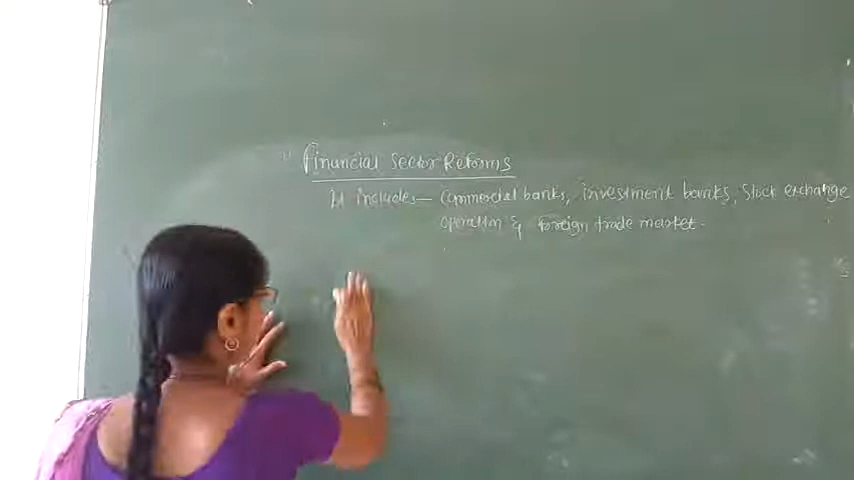 Financial Sector Reforms
It includes— Commercial banks, investment banks, Stock exchange
operation & foreign trade market.